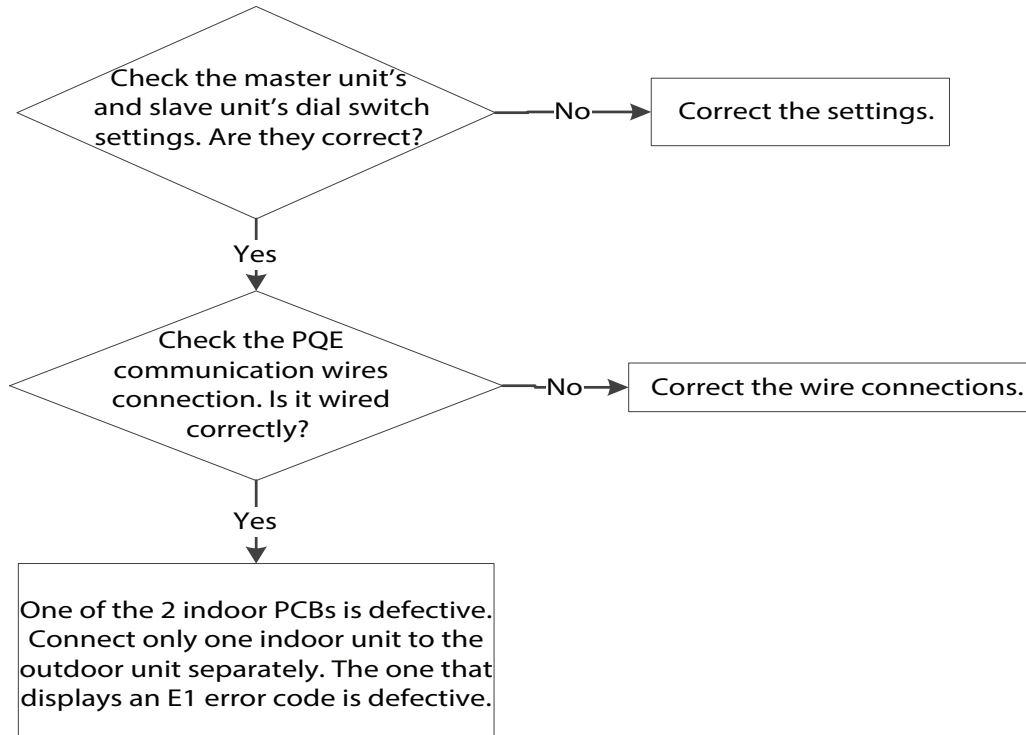 Check the master unit's
and slave unit's dial switch
settings. Are they correct?
No
Correct the settings.
Yes
Check the PQE
communication wires
connection. Is it wired
correctly?
No
Correct the wire connections.
Yes
One of the 2 indoor PCBs is defective.
Connect only one indoor unit to the
outdoor unit separately. The one that
displays an E1 error code is defective.